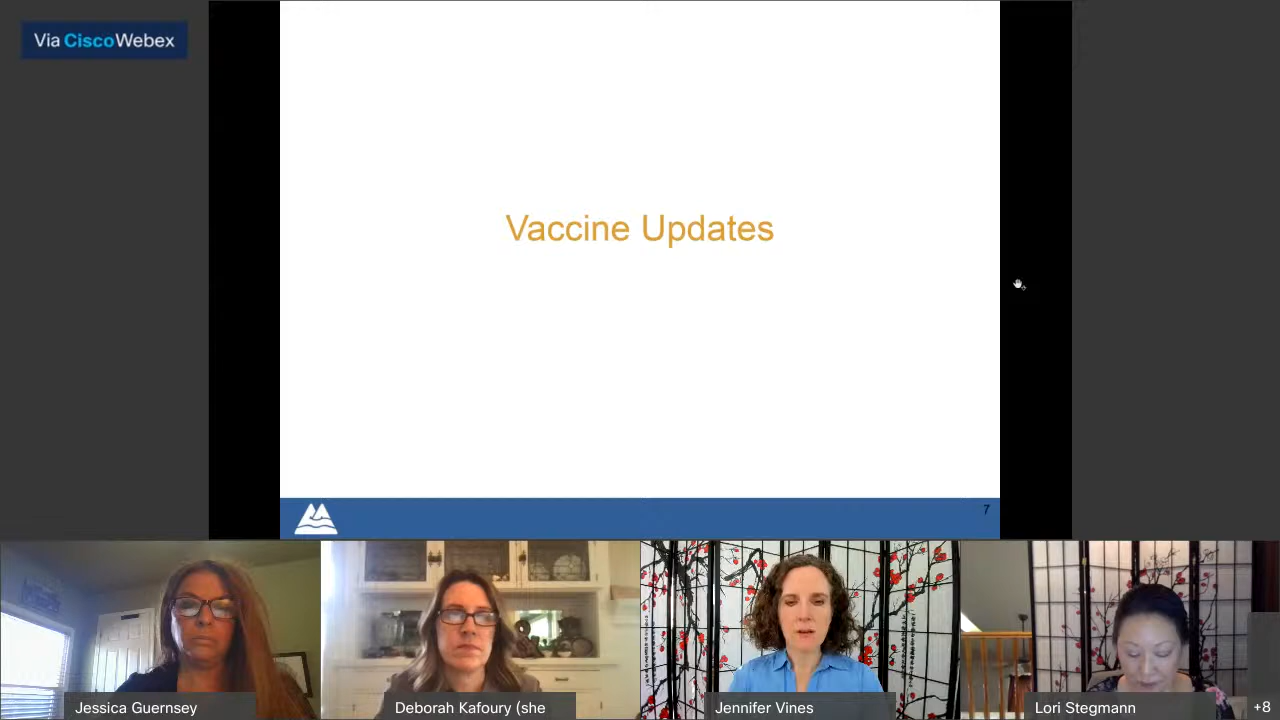 Via CiscoWebex
Vaccine Updates
7
Jessica Guernsey
Deborah Kafoury (she
Jennifer Vines
Lori Stegmann
+8